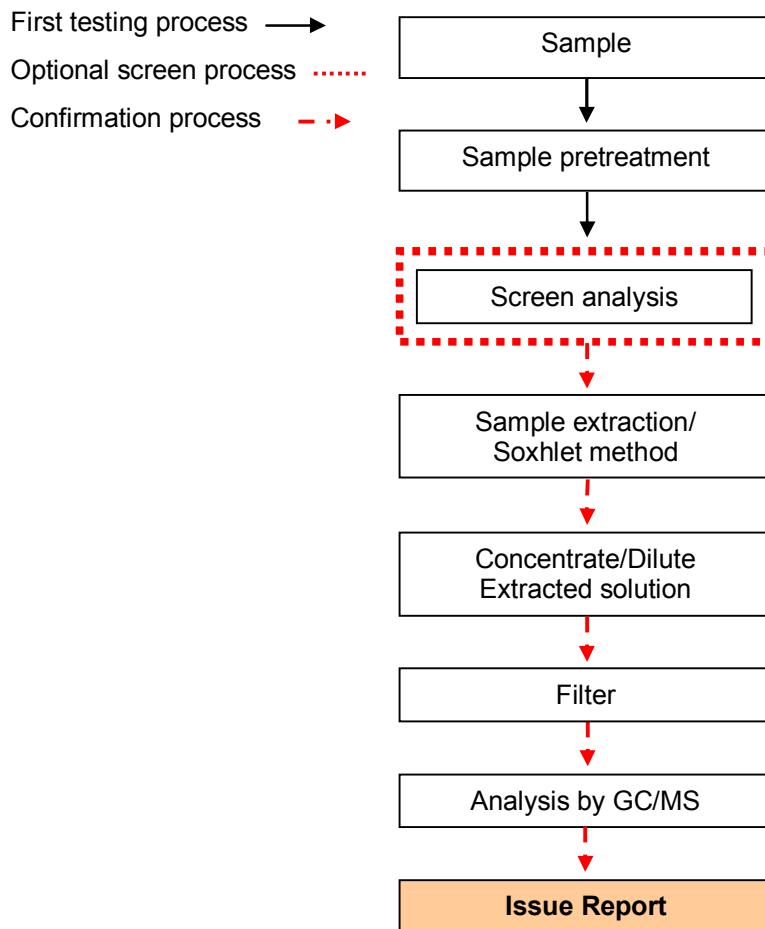 First testing process
Optional screen process
Confirmation process
Sample
Sample pretreatment
Screen analysis
Sample extraction/
Soxhlet method
Concentrate/Dilute
Extracted solution
Filter
Analysis by GC/MS
Issue Report